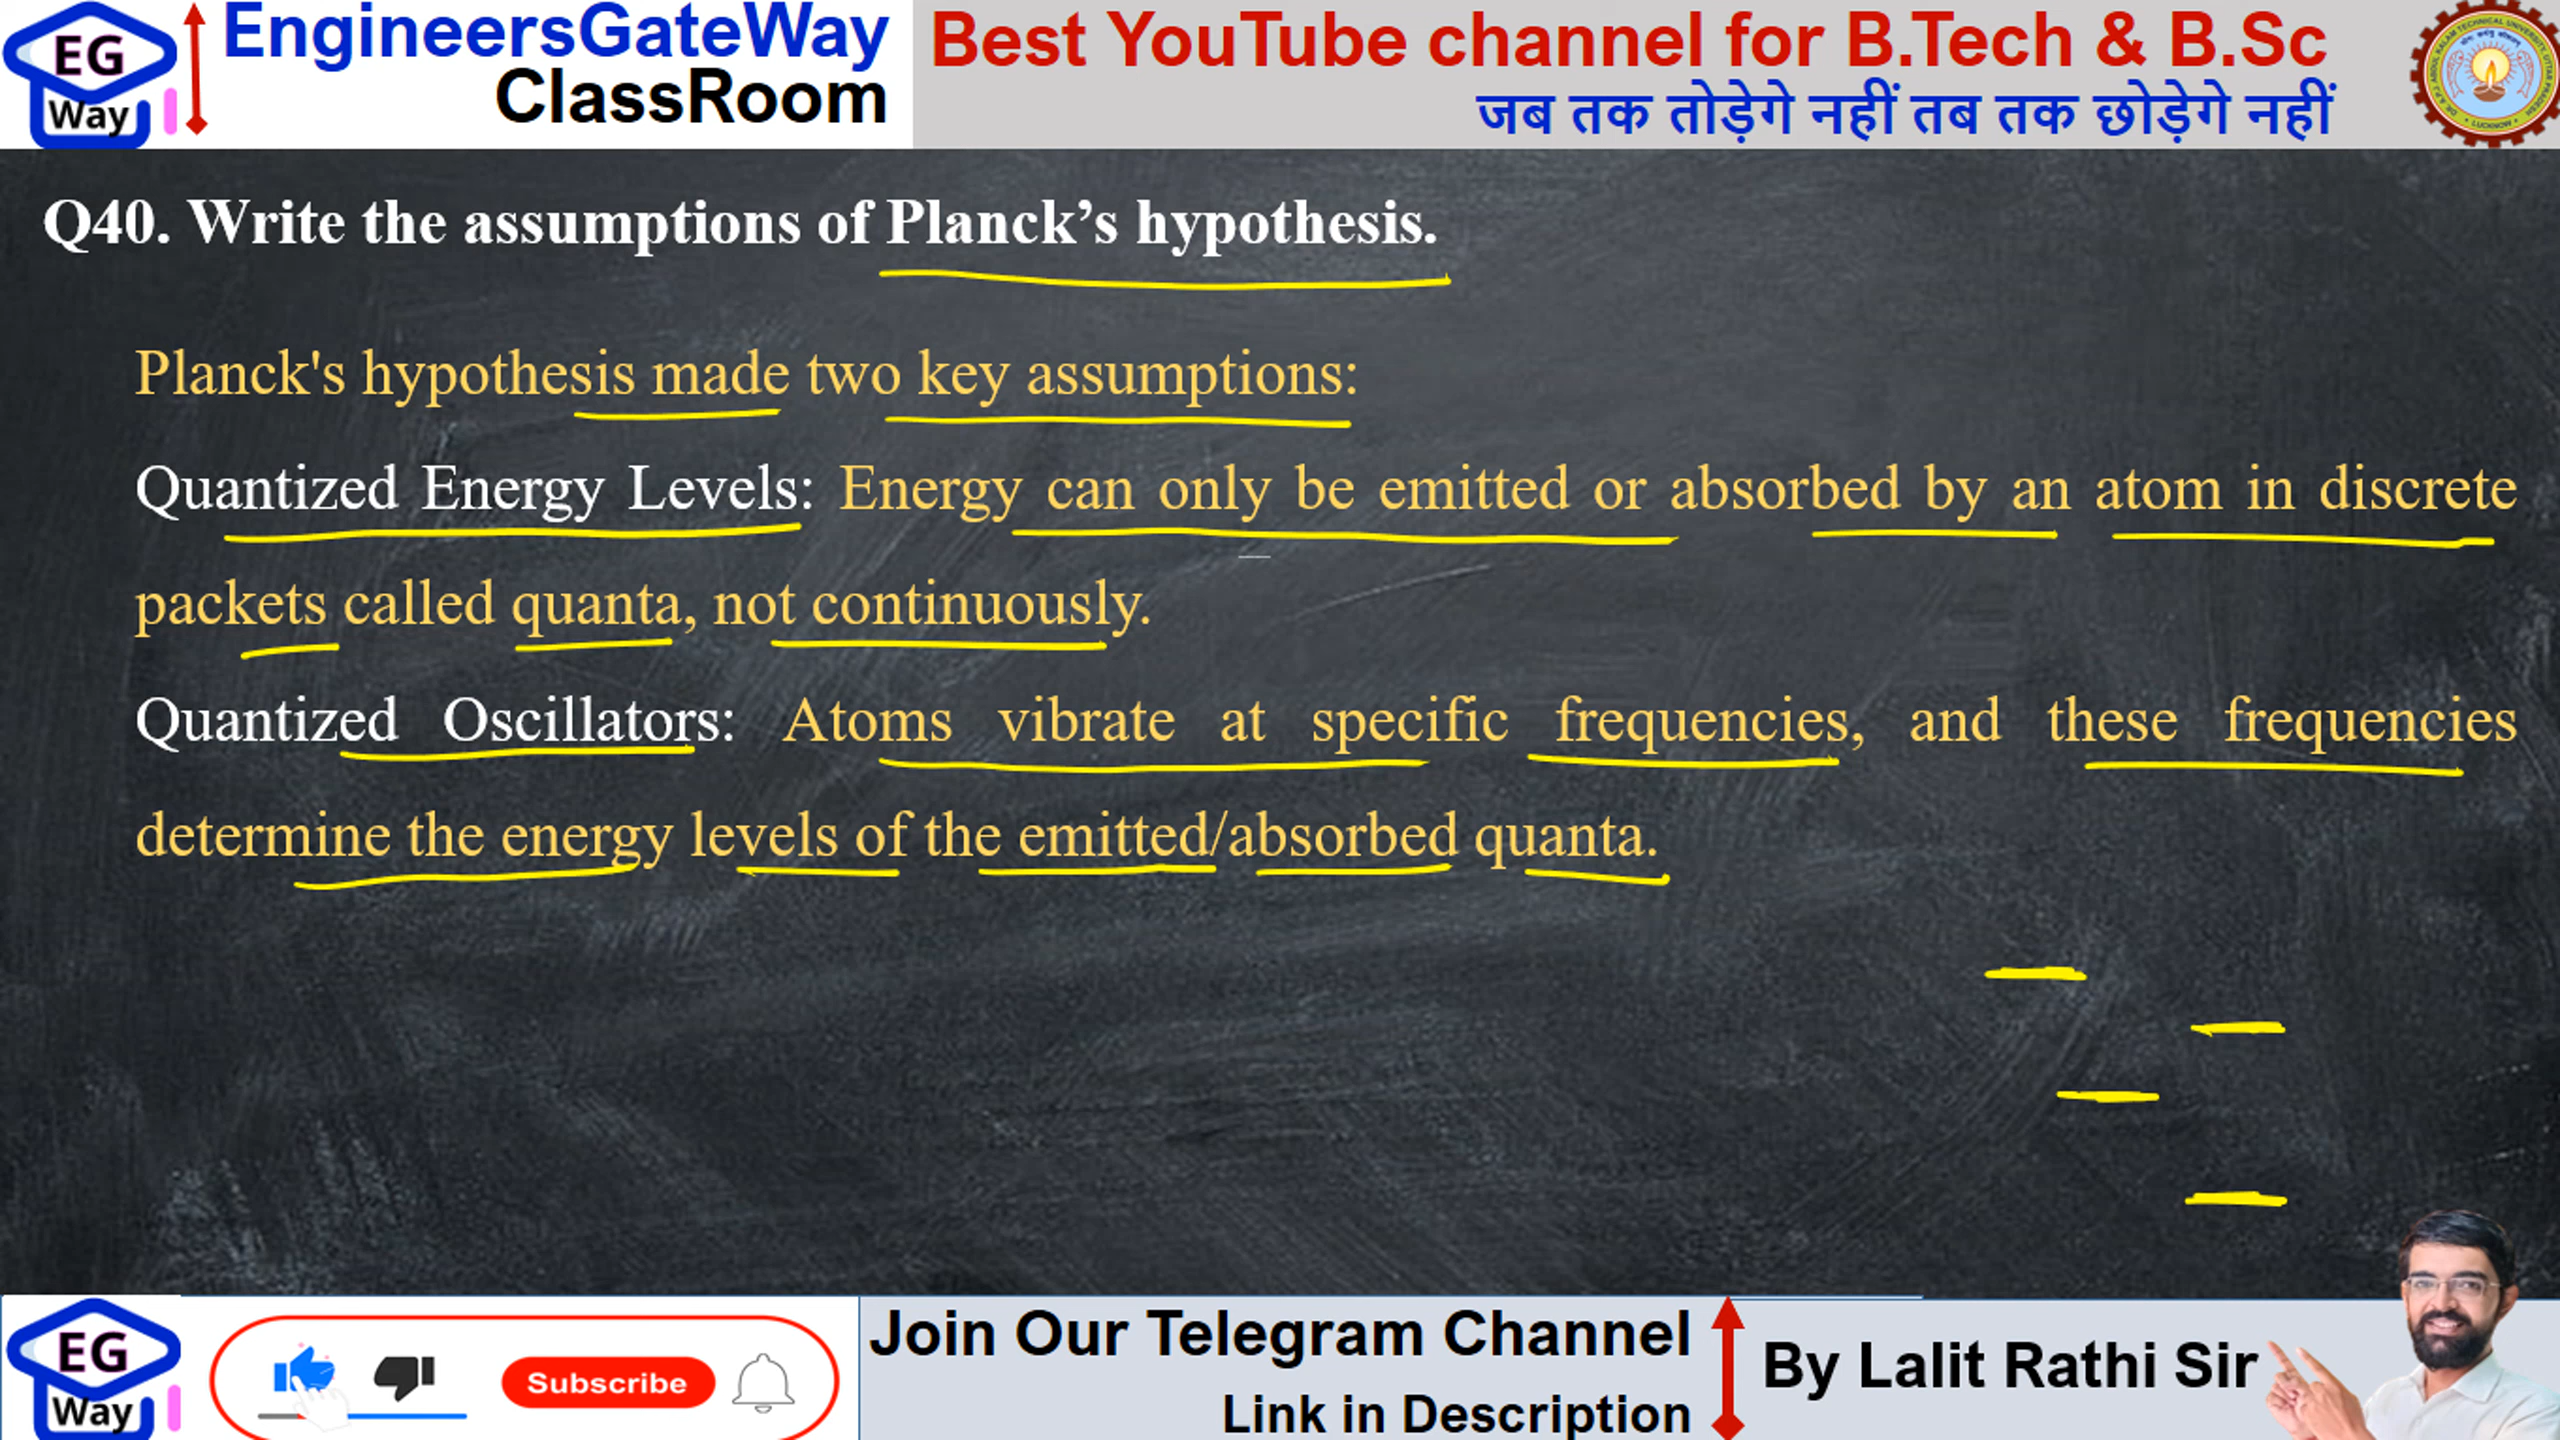 EG
Way
EngineersGateWay
ClassRoom
Best YouTube channel for B.Tech & B.Sc
जब तक तोड़ेगे नहीं तब तक छोड़ेगे नहीं
Q40. Write the assumptions of Planck’s hypothesis.
Planck's hypothesis made two key assumptions:
Quantized Energy Levels: Energy can only be emitted or absorbed by an atom in discrete
packets called quanta, not continuously.
Quantized Oscillators: Atoms vibrate at specific frequencies, and these frequencies
determine the energy levels of the emitted/absorbed quanta.
EG
Way
Subscribe
Join Our Telegram Channel
Link in Description
By Lalit Rathi Sir